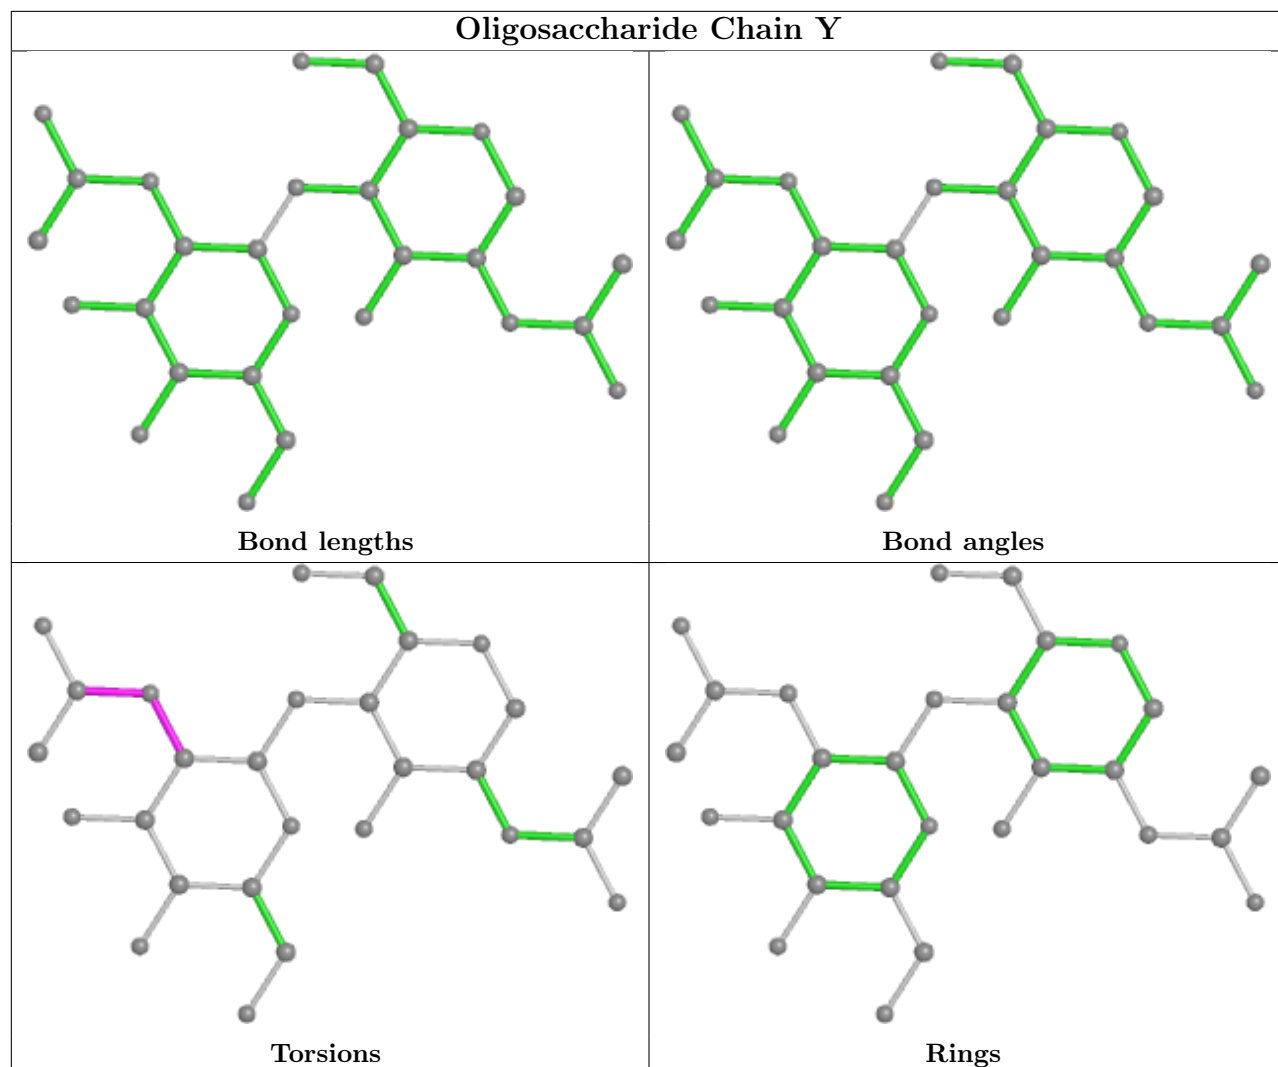 Oligosaccharide Chain Y
Bond lengths
Bond angles
Torsions
Rings